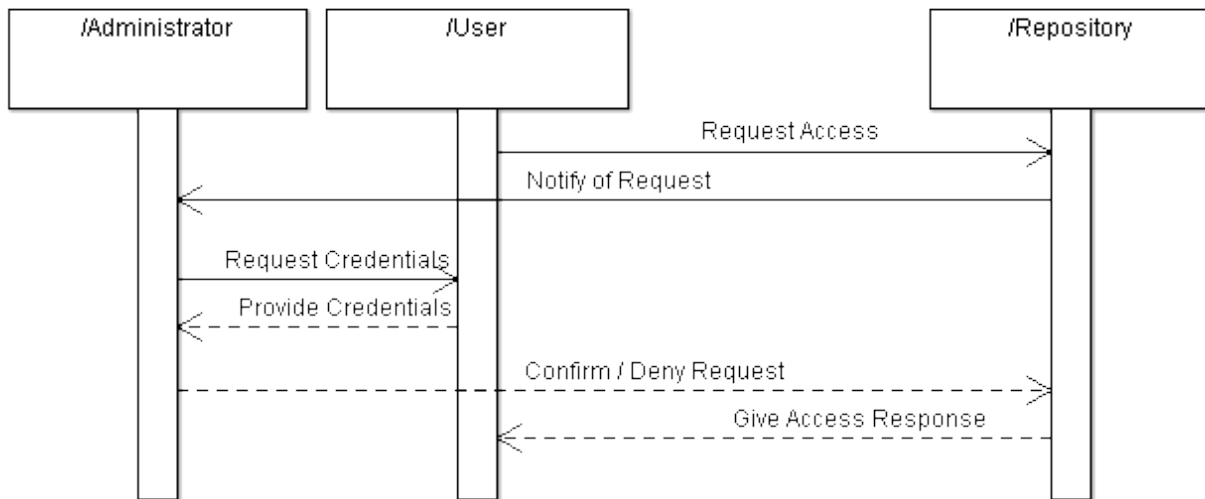 /Administrator
/User
/Repository
Request Access
Notify of Request
Request Credentials
Provide Credentials
Confirm / Deny Request
Give Access Response